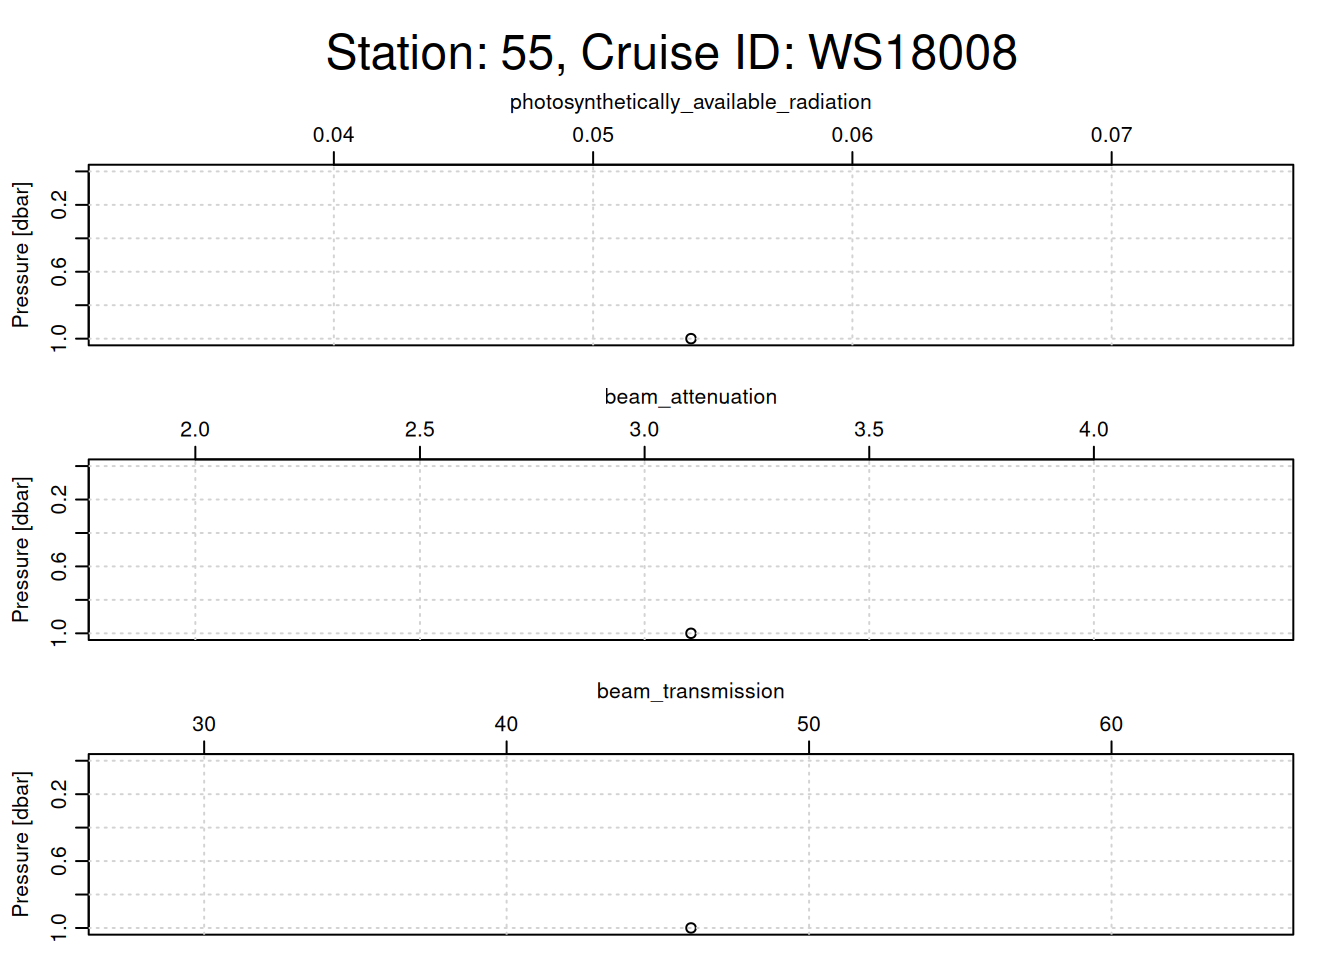 Station: 55, Cruise ID: WS18008
photosynthetically_available_radiation
0.04 0.05 0.06 0.07
Pressure [dbar]
0.2
0.6
1.0
beam_attenuation
2.0 2.5 3.0 3.5 4.0
Pressure [dbar]
0.2
0.6
1.0
beam_transmission
30 40 50 60
Pressure [dbar]
0.2
0.6
1.0